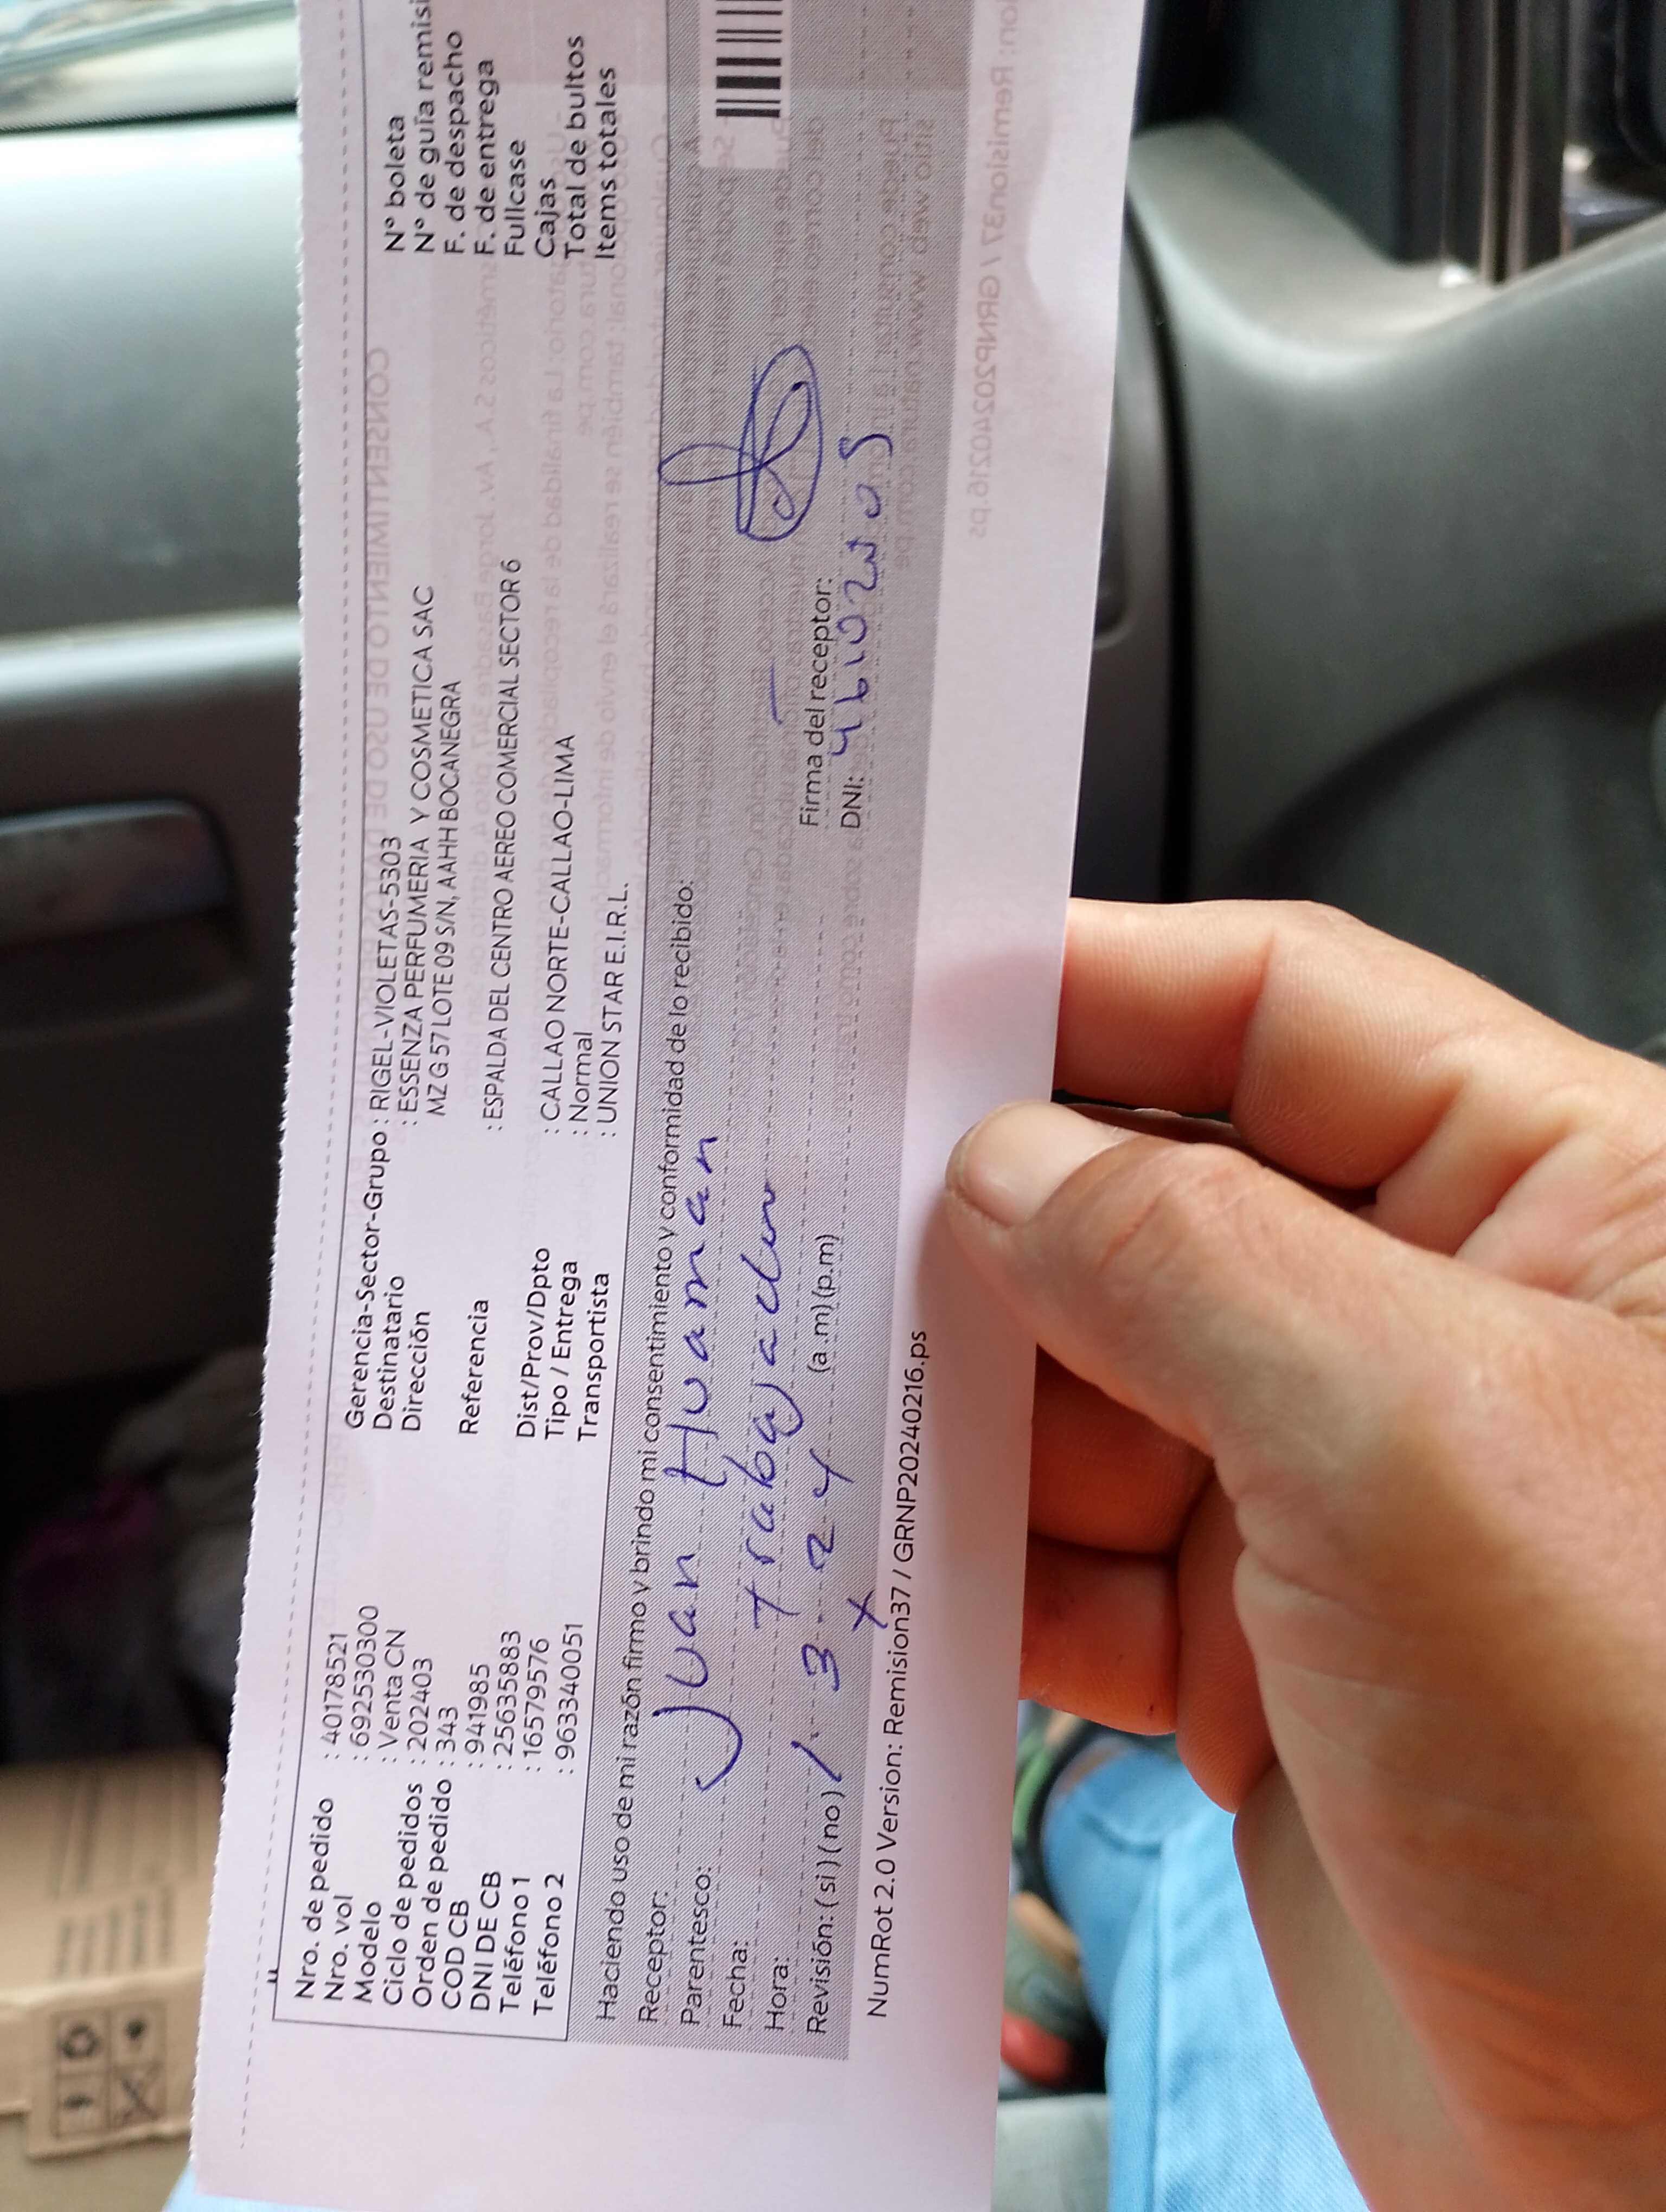 Nro. de pedido : 40178521
Nro. vol : 6925303000
Modelo : Venta CN
Ciclo de pedidos : 202403
Orden de pedido : 343
COD CB : 941985
DNI DE CB : 25635883
Teléfono 1 : 16579576
Teléfono 2 : 963340051
Gerencia-Sector-Grupo : RIGEL-VIOLETAS-5303
Destinatario : ESSENZA PERFUMERIA Y COSMETICA SAC
Dirección MZ G 57 LOTE 09 S/N, AAHH BOCANEGRA
Referencia : ESPALDA DEL CENTRO AEREO COMERCIAL SECTOR 6
Dist/Prov/Dpto : CALLAO NORTE-CALLAO-LIMA
Tipo / Entrega : Normal
Transportista : UNION STAR E.I.R.L.
N° boleta
N° de guía remisi
F. de despacho
F. de entrega
Fullcase
Cajas
Total de bultos
Items totales
Haciendo uso de mi razón firmo y brindo mi consentimiento y conformidad de lo recibido:
Receptor: Juan Huaman
Parentesco: trabajador
Fecha: 1 3 24
Hora: (a.m) (p.m)
Revisión: (si) (no) x
Firma del receptor:
DNI:
NumRot 2.0 Version: Remision37 / GRNP20240216.ps